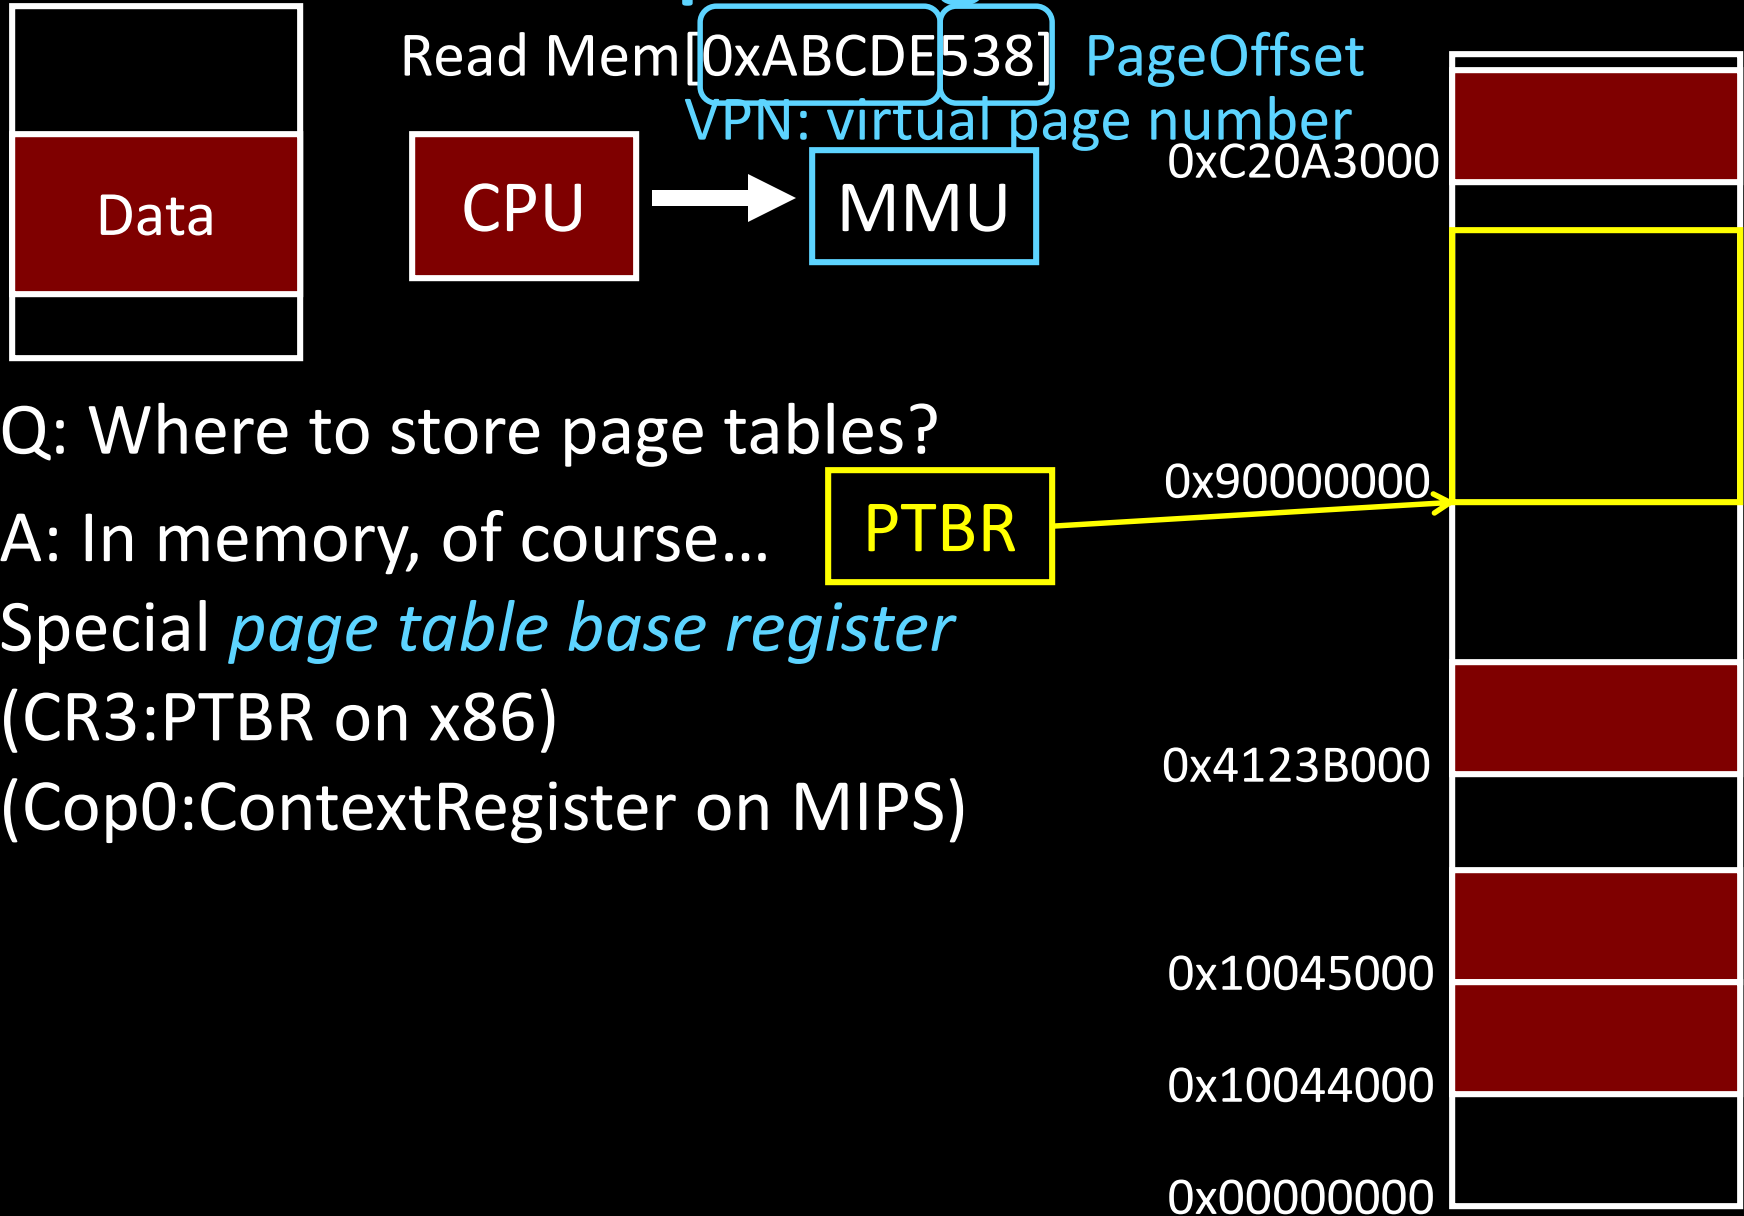 Read Mem[0xABCDE538] PageOffset
VPN: virtual page number
0xC20A3000
Data
CPU
MMU
Q: Where to store page tables?
0x90000000
PTBR
A: In memory, of course…
Special page table base register
(CR3:PTBR on x86)
0x4123B000
(Cop0:ContextRegister on MIPS)
0x10045000
0x10044000
0x00000000